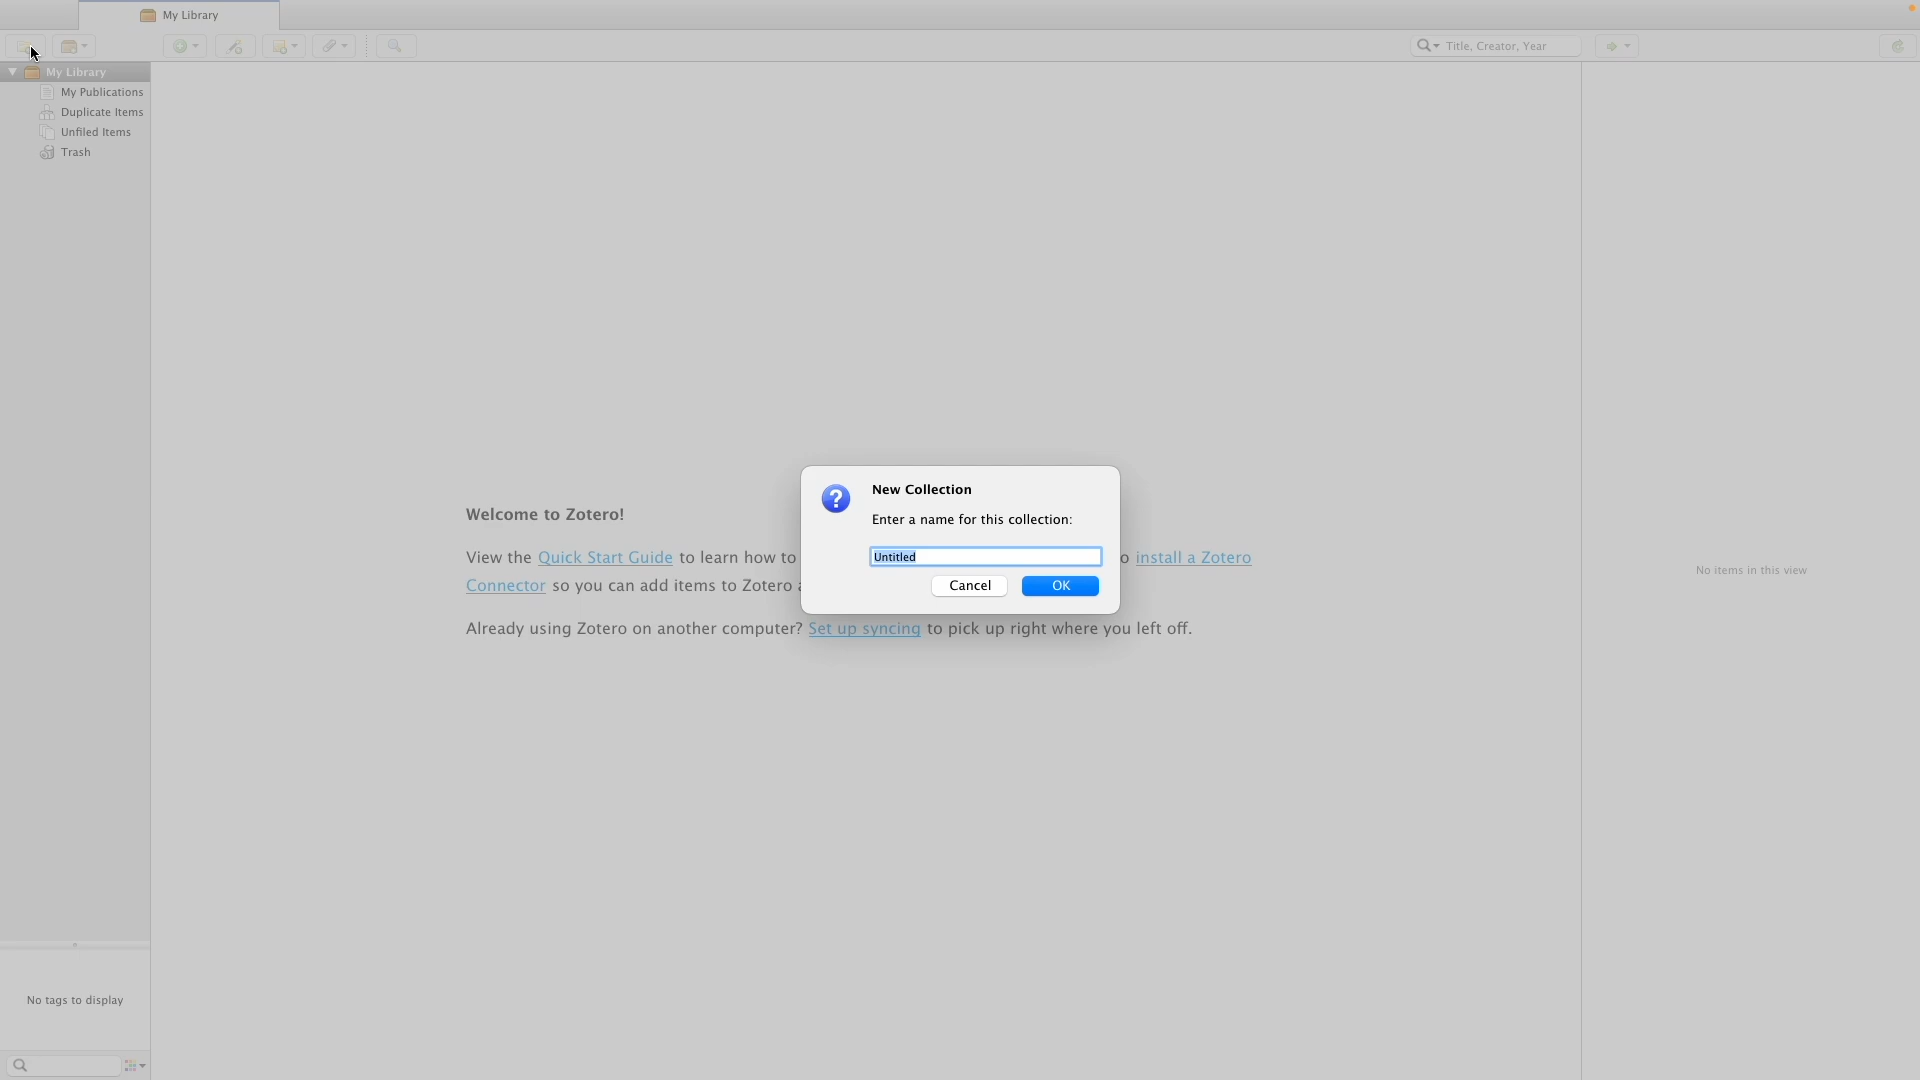 My Library
Title, Creator, Year
My Library
My Publications
Duplicate Items
Unfiled Items
Trash
New Collection
Enter a name for this collection:
Untitled
Cancel
OK
Welcome to Zotero!
View the Quick Start Guide to learn how to
install a Zotero
Connector so you can add items to Zotero
Already using Zotero on another computer? Set up syncing to pick up right where you left off.
No items in this view
No tags to display